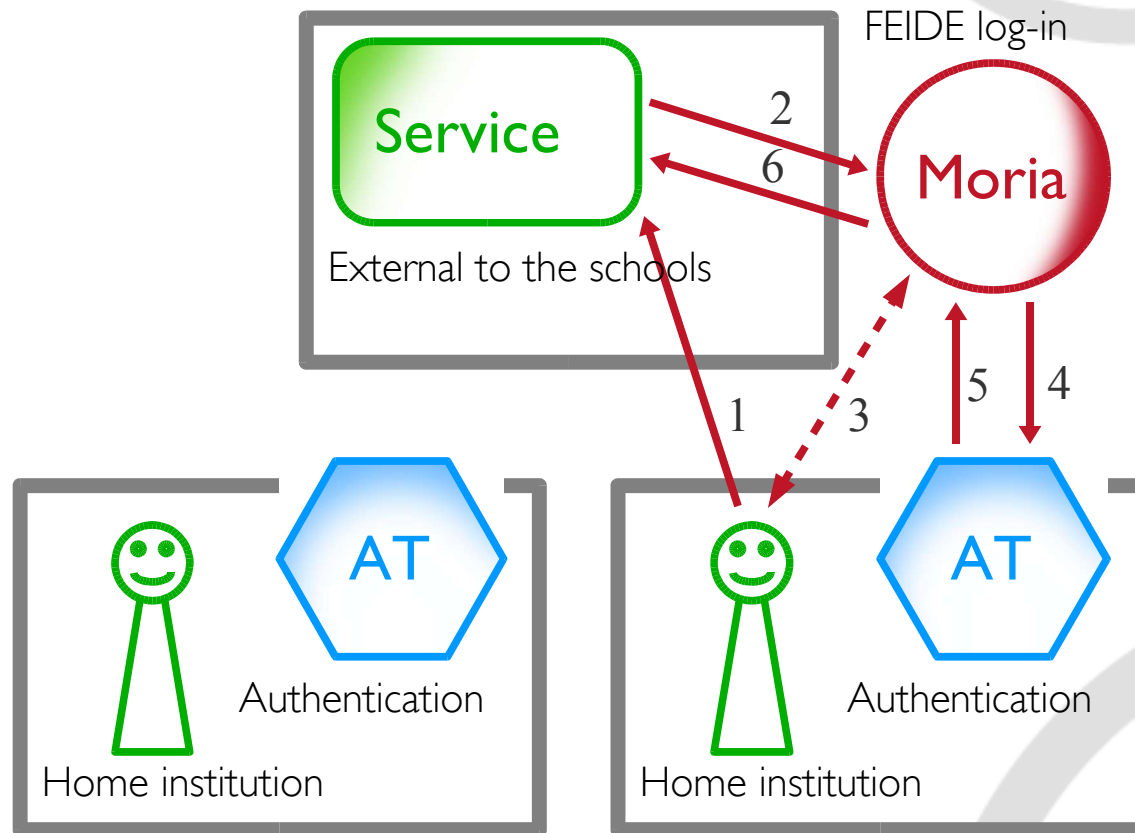 FEIDE log-in
Service
2
6
Moria
External to the schools
1
3
5
4
AT
AT
Authentication
Authentication
Home institution
Home institution